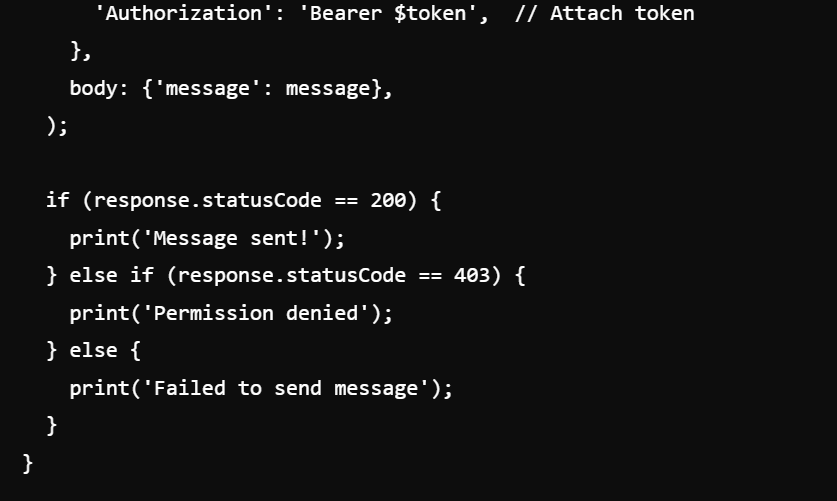 'Authorization': 'Bearer $token',  // Attach token
},
body: {'message': message},
);
if (response.statusCode == 200) {
print('Message sent!');
} else if (response.statusCode == 403) {
print('Permission denied');
} else {
print('Failed to send message');
}
}